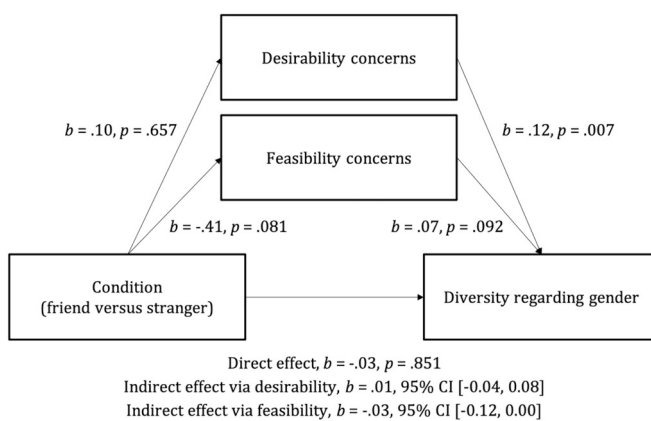 Desirability concerns
b = .10, p = .657
b = .12, p = .007
Feasibility concerns
b = -.41, p = .081
b = .07, p = .092
Condition
(friend versus stranger)
Diversity regarding gender
Direct effect, b = -.03, p = .851
Indirect effect via desirability, b = .01, 95% CI [-0.04, 0.08]
Indirect effect via feasibility, b = -.03, 95% CI [-0.12, 0.00]